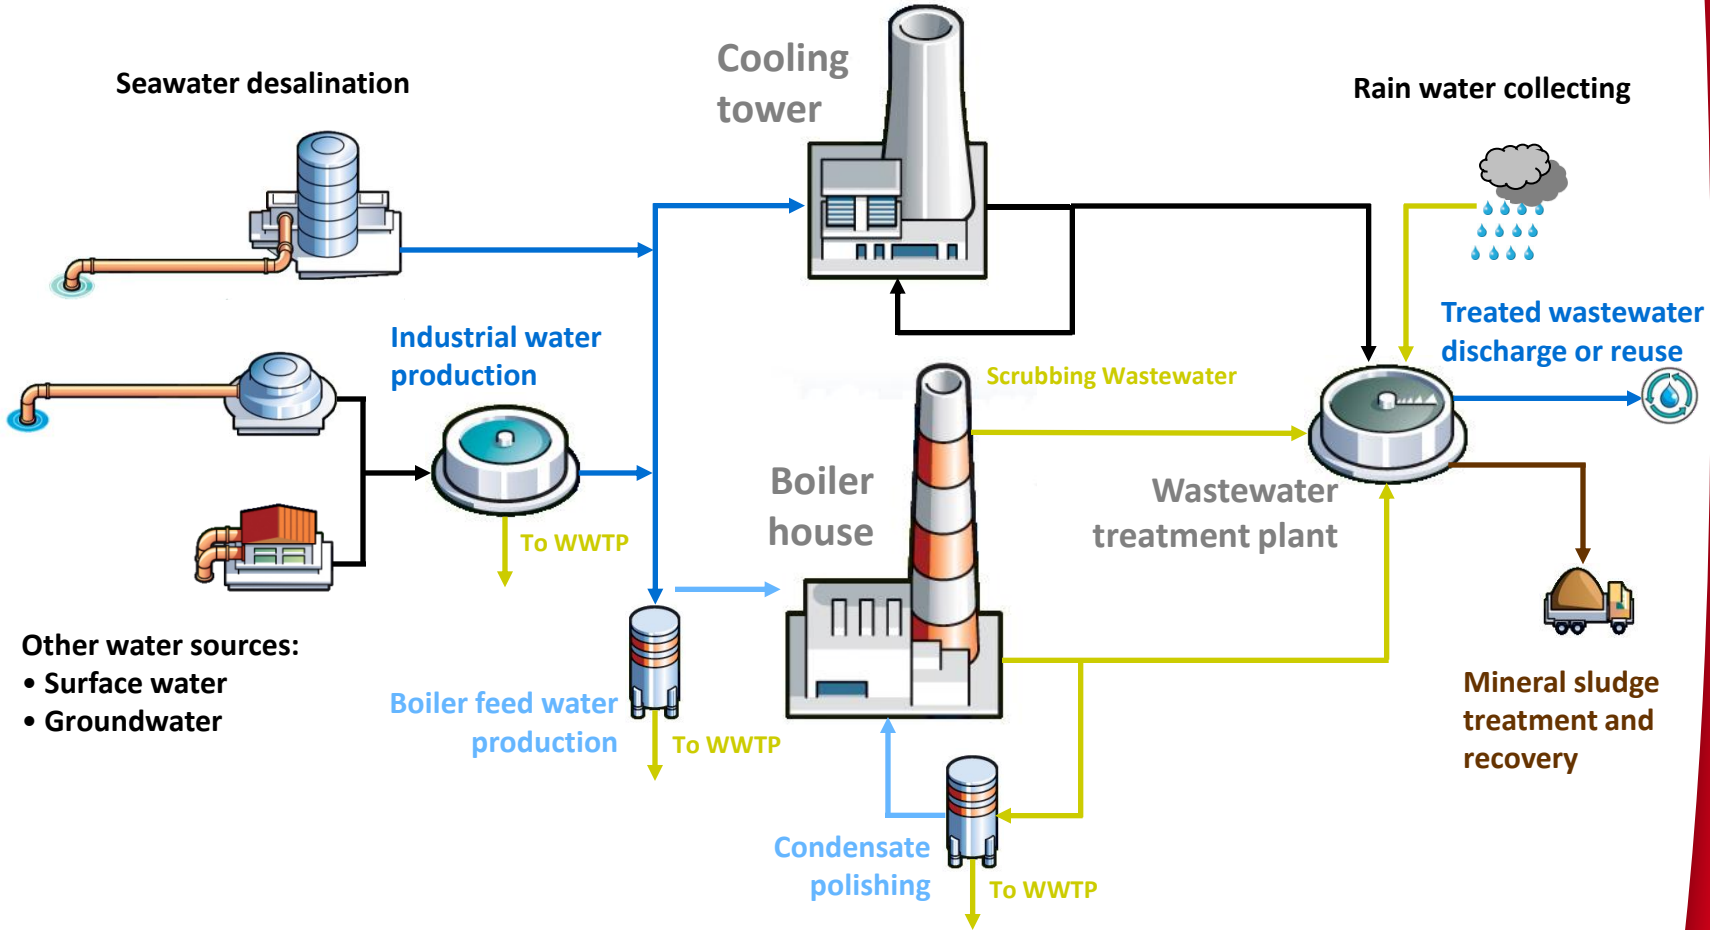 Seawater desalination
Cooling
tower
Rain water collecting
Industrial water
production
Treated wastewater
discharge or reuse
Scrubbing Wastewater
Boiler
house
Wastewater
treatment plant
To WWTP
Other water sources:
• Surface water
• Groundwater
Boiler feed water
production
To WWTP
Mineral sludge
treatment and
recovery
Condensate
polishing
To WWTP